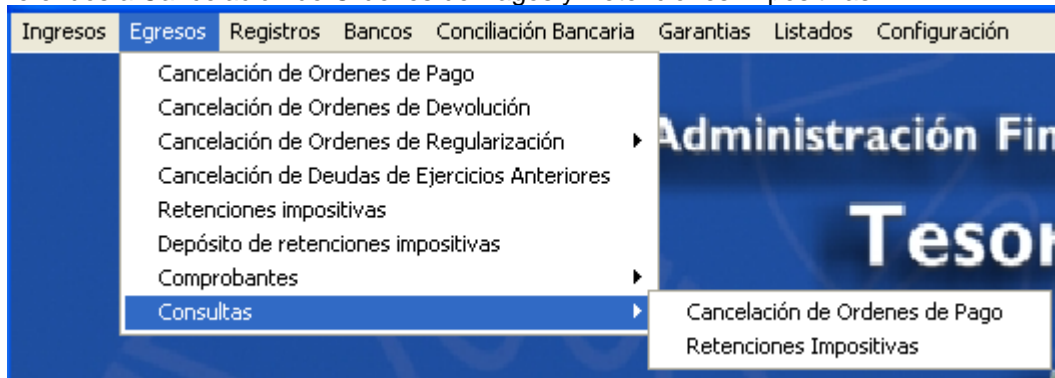 Ingresos Egresos Registros Bancos Conciliación Bancaria Garantias Listados Configuración
Cancelación de Ordenes de Pago
Cancelación de Ordenes de Devolución
Cancelación de Ordenes de Regularización
Cancelación de Deudas de Ejercicios Anteriores
Retenciones impositivas
Depósito de retenciones impositivas
Comprobantes
Consultas
Cancelación de Ordenes de Pago
Retenciones Impositivas
Administración Fin
Tesor